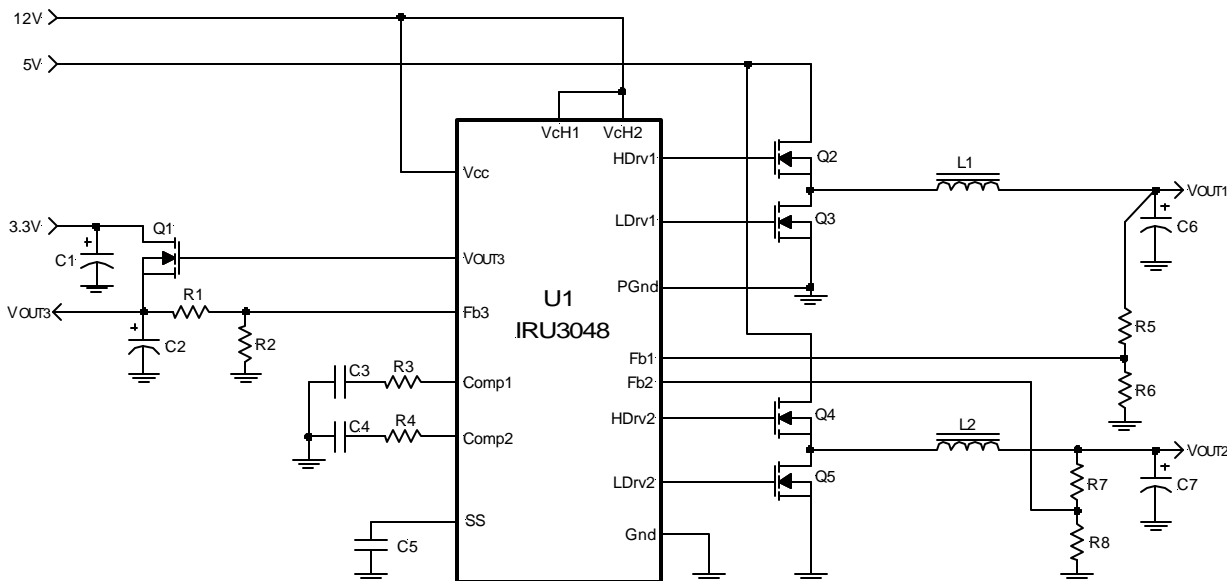 12V
5V
VcH1 VcH2
HDrv1 Q2 L1
Vcc
VOUT1
3.3V Q1 LDrv1 Q3 C6
C1 VOUT3
PGnd
U1
R1
VOUT3 Fb3 IRU3048 R5
C2 R2
Fb1
C3 R3 Comp1 Fb2 R6
C4 R4 HDrv2 Q4 L2
Comp2
VOUT2
LDrv2 Q5 R7 C7
SS
Gnd
C5 R8
+
+
+
+